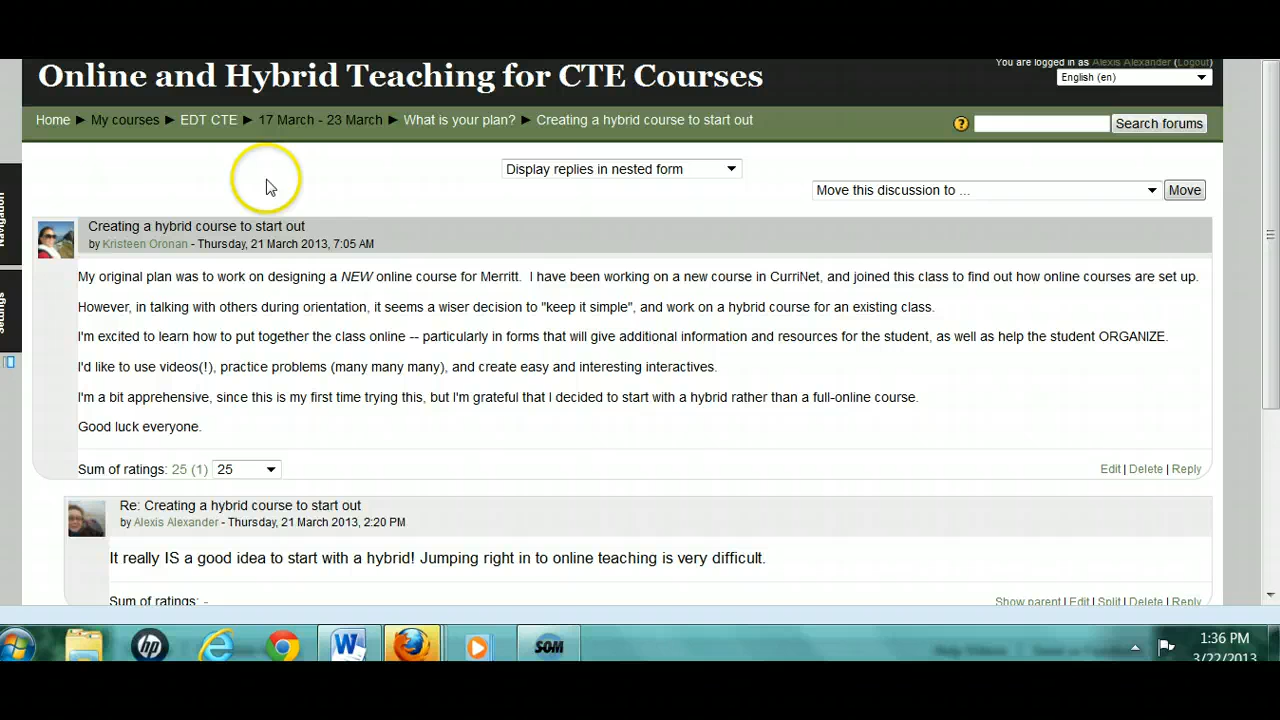 Online and Hybrid Teaching for CTE Courses
You are logged in as Alexis Alexander (Logout)
English (en)
Home ► My courses ► EDT CTE ► 17 March - 23 March ► What is your plan? ► Creating a hybrid course to start out
Search forums
Display replies in nested form
Move this discussion to ...
Move
Navigation
Settings
Creating a hybrid course to start out
by Kristeen Oronan - Thursday, 21 March 2013, 7:05 AM
My original plan was to work on designing a NEW online course for Merritt. I have been working on a new course in CurriNet, and joined this class to find out how online courses are set up.
However, in talking with others during orientation, it seems a wiser decision to "keep it simple", and work on a hybrid course for an existing class.
I'm excited to learn how to put together the class online -- particularly in forms that will give additional information and resources for the student, as well as help the student ORGANIZE.
I'd like to use videos(!), practice problems (many many many), and create easy and interesting interactives.
I'm a bit apprehensive, since this is my first time trying this, but I'm grateful that I decided to start with a hybrid rather than a full-online course.
Good luck everyone.
Sum of ratings: 25 (1) 25
Edit | Delete | Reply
Re: Creating a hybrid course to start out
by Alexis Alexander - Thursday, 21 March 2013, 2:20 PM
It really IS a good idea to start with a hybrid! Jumping right in to online teaching is very difficult.
Sum of ratings: -
Show parent | Edit | Split | Delete | Reply
hp
W
SOM
1:36 PM
3/22/2013